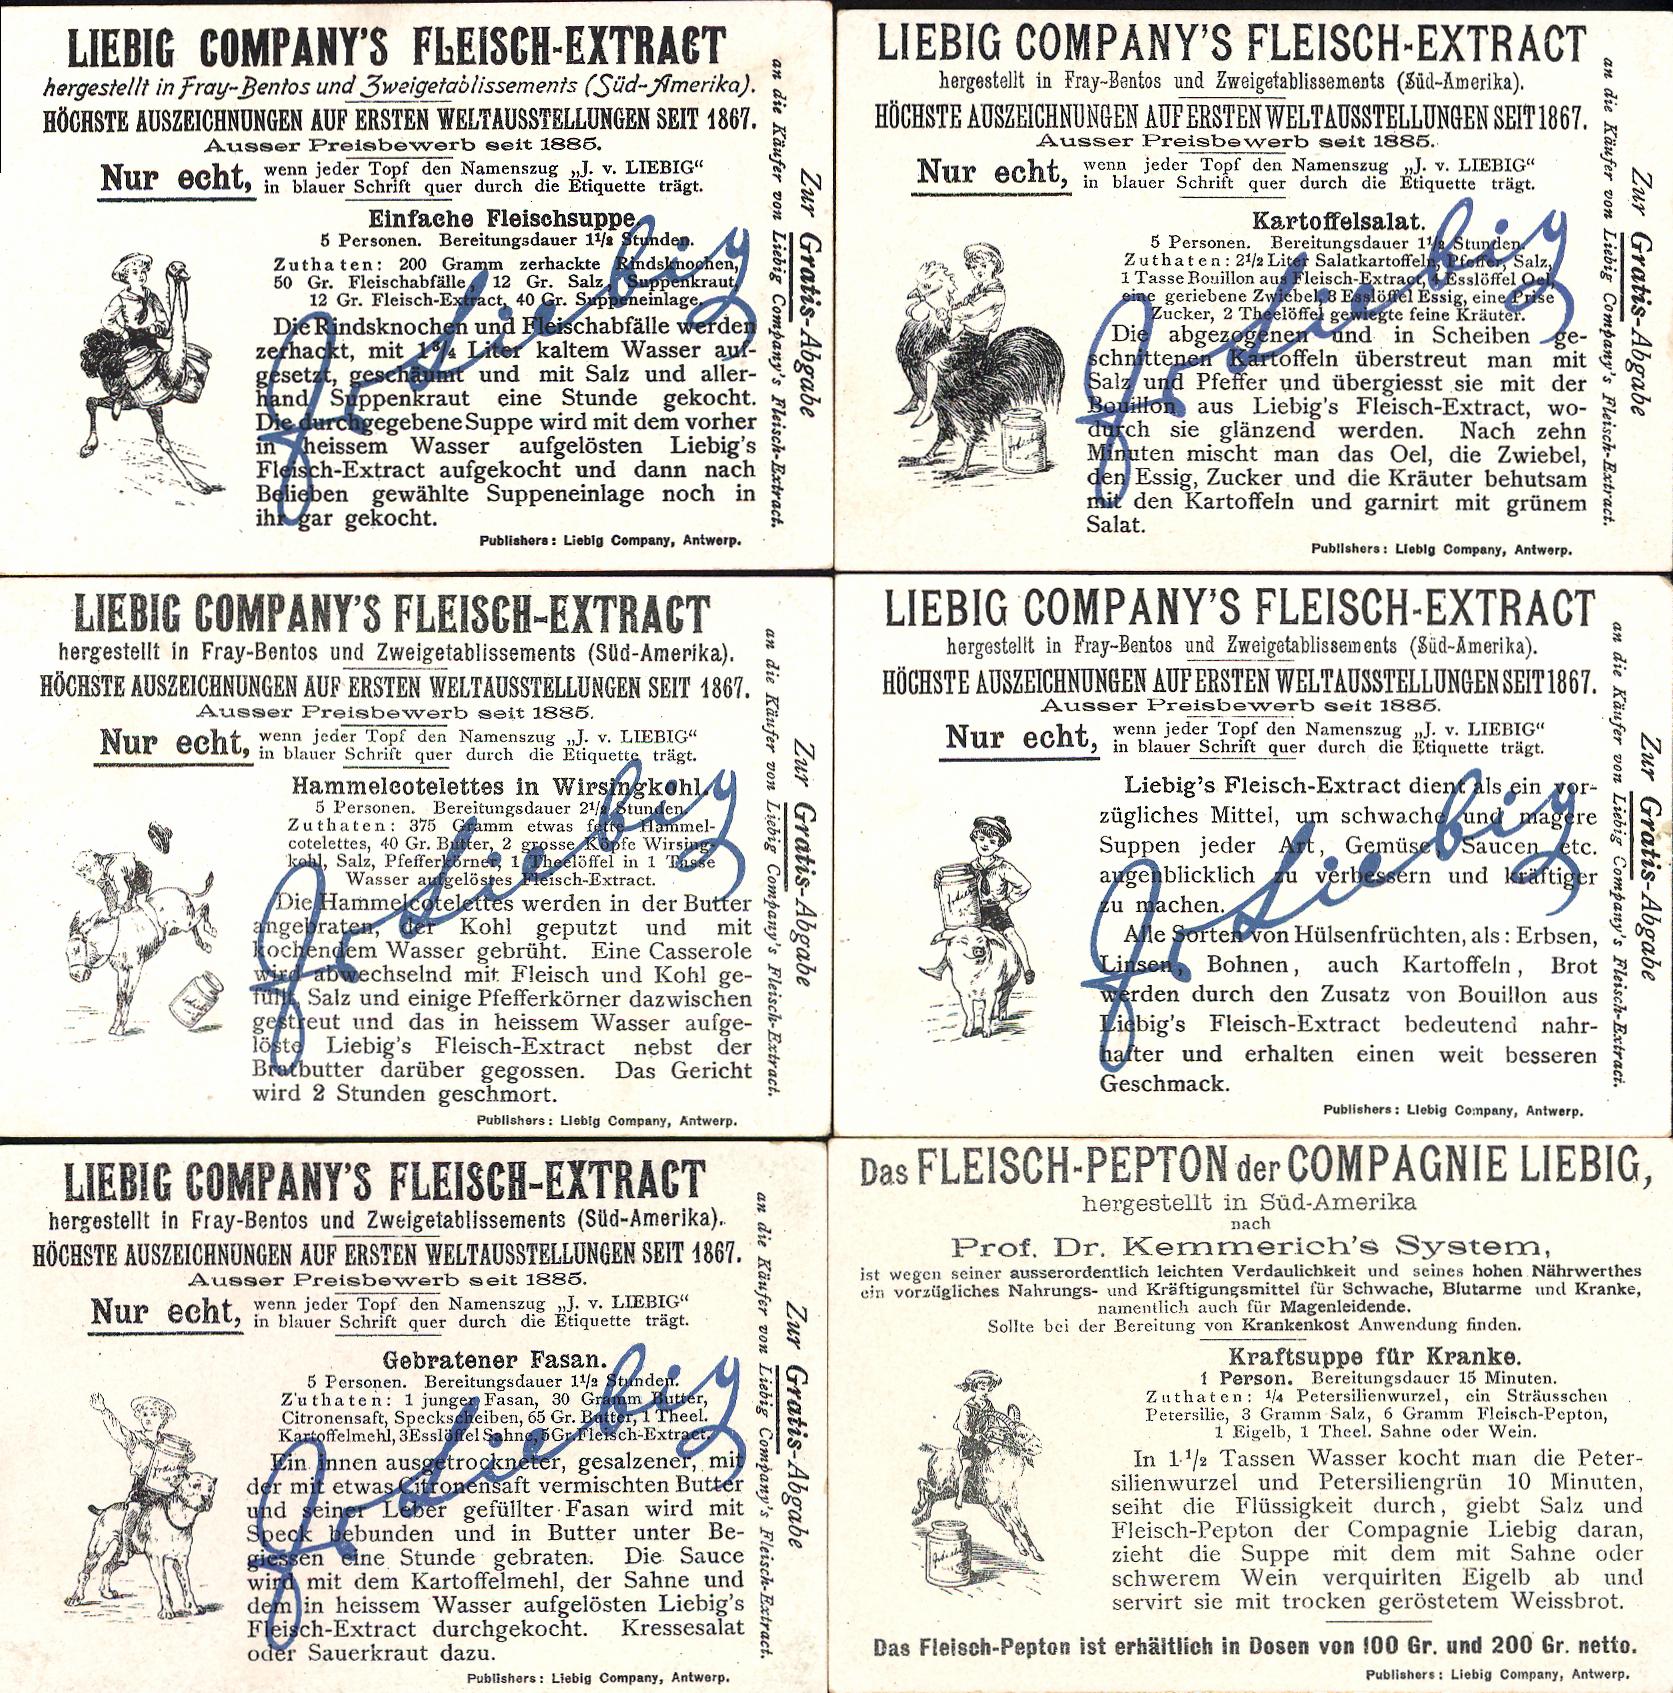 LIEBIG COMPANY'S FLEISCH-EXTRACT
hergestellt in Fray-Bentos und Zweigetablissements (Süd-Amerika).
HÖCHSTE AUSZEICHNUNGEN AUF ERSTEN WELTAUSSTELLUNGEN SEIT 1867.
Ausser Preisbewerb seit 1885.
Nur echt, wenn jeder Topf den Namenszug „J. v. LIEBIG“
in blauer Schrift quer durch die Etiquette trägt.
Einfache Fleischsuppe.
5 Personen. Bereitungsdauer 1½ Stunden.
Zuthaten: 200 Gramm zerhackte Rindsknochen,
50 Gr. Fleischabfälle, 12 Gr. Salz, Suppenkraut,
12 Gr. Fleisch-Extract, 40 Gr. Suppeneinlage.
Die Rindsknochen und Fleischabfälle werden
zerhackt, mit 1¾ Liter kaltem Wasser auf-
gesetzt, geschäumt und mit Salz und aller-
hand Suppenkraut eine Stunde gekocht.
Die durchgegebene Suppe wird mit dem vorher
in heissem Wasser aufgelösten Liebig's
Fleisch-Extract aufgekocht und dann nach
Belieben gewählte Suppeneinlage noch in
ihr gar gekocht.
Publishers: Liebig Company, Antwerp.
Zur Gratis-Abgabe
an die Käufer von Liebig Company's Fleisch-Extract.
J v Liebig
LIEBIG COMPANY'S FLEISCH-EXTRACT
hergestellt in Fray-Bentos und Zweigetablissements (Süd-Amerika).
HÖCHSTE AUSZEICHNUNGEN AUF ERSTEN WELTAUSSTELLUNGEN SEIT 1867.
Ausser Preisbewerb seit 1885.
Nur echt, wenn jeder Topf den Namenszug „J. v. LIEBIG“
in blauer Schrift quer durch die Etiquette trägt.
Kartoffelsalat.
5 Personen. Bereitungsdauer 1½ Stunden.
Zuthaten: 2½ Liter Salatkartoffeln, Pfeffer, Salz,
1 Tasse Bouillon aus Fleisch-Extract, 4 Esslöffel Oel,
eine geriebene Zwiebel, 3 Esslöffel Essig, eine Prise
Zucker, 2 Theelöffel gewiegte feine Kräuter.
Die abgezogenen und in Scheiben ge-
schnittenen Kartoffeln überstreut man mit
Salz und Pfeffer und übergiesst sie mit der
Bouillon aus Liebig's Fleisch-Extract, wo-
durch sie glänzend werden. Nach zehn
Minuten mischt man das Oel, die Zwiebel,
den Essig, Zucker und die Kräuter behutsam
mit den Kartoffeln und garnirt mit grünem
Salat.
Publishers: Liebig Company, Antwerp.
Zur Gratis-Abgabe
an die Käufer von Liebig Company's Fleisch-Extract.
J v Liebig
LIEBIG COMPANY'S FLEISCH-EXTRACT
hergestellt in Fray-Bentos und Zweigetablissements (Süd-Amerika).
HÖCHSTE AUSZEICHNUNGEN AUF ERSTEN WELTAUSSTELLUNGEN SEIT 1867.
Ausser Preisbewerb seit 1885.
Nur echt, wenn jeder Topf den Namenszug „J. v. LIEBIG“
in blauer Schrift quer durch die Etiquette trägt.
Hammelcotelettes in Wirsingkohl.
5 Personen. Bereitungsdauer 2½ Stunden.
Zuthaten: 375 Gramm etwas fette Hammel-
cotelettes, 40 Gr. Butter, 2 grosse Köpfe Wirsing-
kohl, Salz, Pfefferkörner, 1 Theelöffel in 1 Tasse
Wasser aufgelöstes Fleisch-Extract.
Die Hammelcotelettes werden in der Butter
angebraten, der Kohl geputzt und mit
kochendem Wasser gebrüht. Eine Casserole
wird abwechselnd mit Fleisch und Kohl ge-
füllt, Salz und einige Pfefferkörner dazwischen
gestreut und das in heissem Wasser aufge-
löste Liebig's Fleisch-Extract nebst der
Bratbutter darüber gegossen. Das Gericht
wird 2 Stunden geschmort.
Publishers: Liebig Company, Antwerp.
Zur Gratis-Abgabe
an die Käufer von Liebig Company's Fleisch-Extract.
J v Liebig
LIEBIG COMPANY'S FLEISCH-EXTRACT
hergestellt in Fray-Bentos und Zweigetablissements (Süd-Amerika).
HÖCHSTE AUSZEICHNUNGEN AUF ERSTEN WELTAUSSTELLUNGEN SEIT 1867.
Ausser Preisbewerb seit 1885.
Nur echt, wenn jeder Topf den Namenszug „J. v. LIEBIG“
in blauer Schrift quer durch die Etiquette trägt.
Liebig's Fleisch-Extract dient als ein vor-
zügliches Mittel, um schwache und magere
Suppen jeder Art, Gemüse, Saucen etc.
augenblicklich zu verbessern und kräftiger
zu machen.
Alle Sorten von Hülsenfrüchten, als: Erbsen,
Linsen, Bohnen, auch Kartoffeln, Brot
werden durch den Zusatz von Bouillon aus
Liebig's Fleisch-Extract bedeutend nahr-
hafter und erhalten einen weit besseren
Geschmack.
Publishers: Liebig Company, Antwerp.
Zur Gratis-Abgabe
an die Käufer von Liebig Company's Fleisch-Extract.
J v Liebig
LIEBIG COMPANY'S FLEISCH-EXTRACT
hergestellt in Fray-Bentos und Zweigetablissements (Süd-Amerika).
HÖCHSTE AUSZEICHNUNGEN AUF ERSTEN WELTAUSSTELLUNGEN SEIT 1867.
Ausser Preisbewerb seit 1885.
Nur echt, wenn jeder Topf den Namenszug „J. v. LIEBIG“
in blauer Schrift quer durch die Etiquette trägt.
Gebratener Fasan.
5 Personen. Bereitungsdauer 1½ Stunden.
Zuthaten: 1 junger Fasan, 30 Gramm Butter,
Citronensaft, Speckscheiben, 65 Gr. Butter, 1 Theel.
Kartoffelmehl, 3 Esslöffel Sahne, 5 Gr. Fleisch-Extract.
Ein innen ausgetrockneter, gesalzener, mit
der mit etwas Citronensaft vermischten Butter
und seiner Leber gefüllter Fasan wird mit
Speck bebunden und in Butter unter Be-
giessen eine Stunde gebraten. Die Sauce
wird mit dem Kartoffelmehl, der Sahne und
dem in heissem Wasser aufgelösten Liebig's
Fleisch-Extract durchgekocht. Kressesalat
oder Sauerkraut dazu.
Publishers: Liebig Company, Antwerp.
Zur Gratis-Abgabe
an die Käufer von Liebig Company's Fleisch-Extract.
J v Liebig
Das FLEISCH-PEPTON der COMPAGNIE LIEBIG,
hergestellt in Süd-Amerika
nach
Prof. Dr. Kemmerich's System,
ist wegen seiner ausserordentlich leichten Verdaulichkeit und seines hohen Nährwerthes
ein vorzügliches Nahrungs- und Kräftigungsmittel für Schwache, Blutarme und Kranke,
namentlich auch für Magenleidende.
Sollte bei der Bereitung von Krankenkost Anwendung finden.
Kraftsuppe für Kranke.
1 Person. Bereitungsdauer 15 Minuten.
Zuthaten: ¼ Petersilienwurzel, ein Sträusschen
Petersilie, 3 Gramm Salz, 6 Gramm Fleisch-Pepton,
1 Eigelb, 1 Theel. Sahne oder Wein.
In 1½ Tassen Wasser kocht man die Peter-
silienwurzel und Petersiliengrün 10 Minuten,
seiht die Flüssigkeit durch, giebt Salz und
Fleisch-Pepton der Compagnie Liebig daran,
zieht die Suppe mit dem mit Sahne oder
schwerem Wein verquirlten Eigelb ab und
servirt sie mit trocken geröstetem Weissbrot.
Das Fleisch-Pepton ist erhältlich in Dosen von 100 Gr. und 200 Gr. netto.
Publishers: Liebig Company, Antwerp.